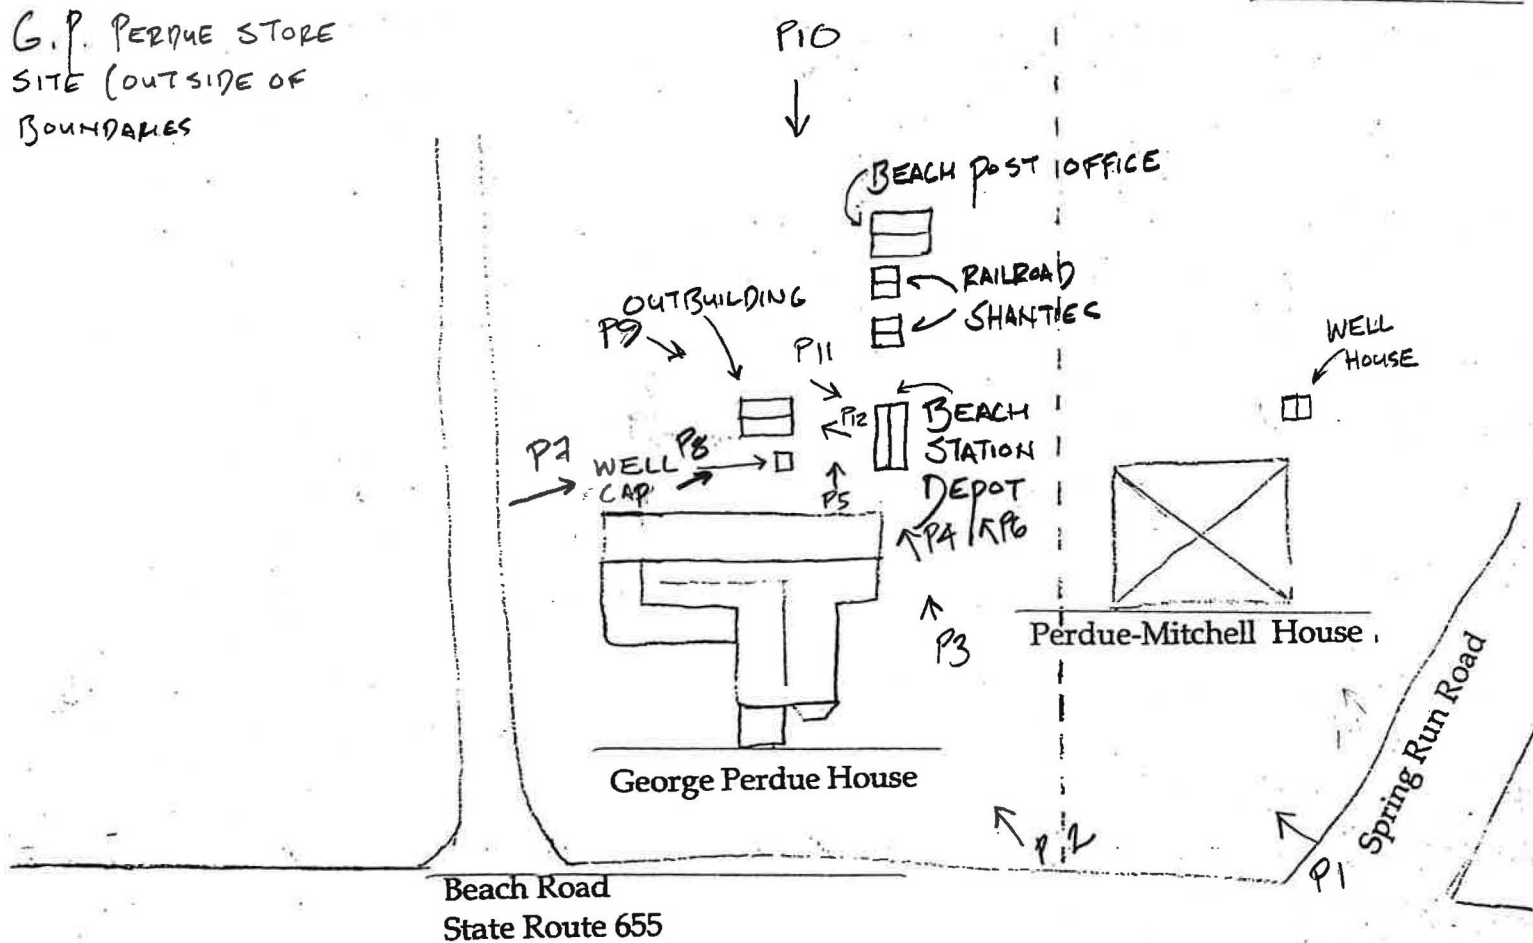 G.P. PERDUE STORE
SITE (OUTSIDE OF
BOUNDARIES
P10
BEACH POST OFFICE
RAILROAD
SHANTIES
OUTBUILDING
P9
P11
WELL
HOUSE
P12
BEACH
STATION
DEPOT
P7
WELL
CAP
P8
P5
P4
P6
P3
Perdue-Mitchell House
George Perdue House
Spring Run Road
P2
P1
Beach Road
State Route 655